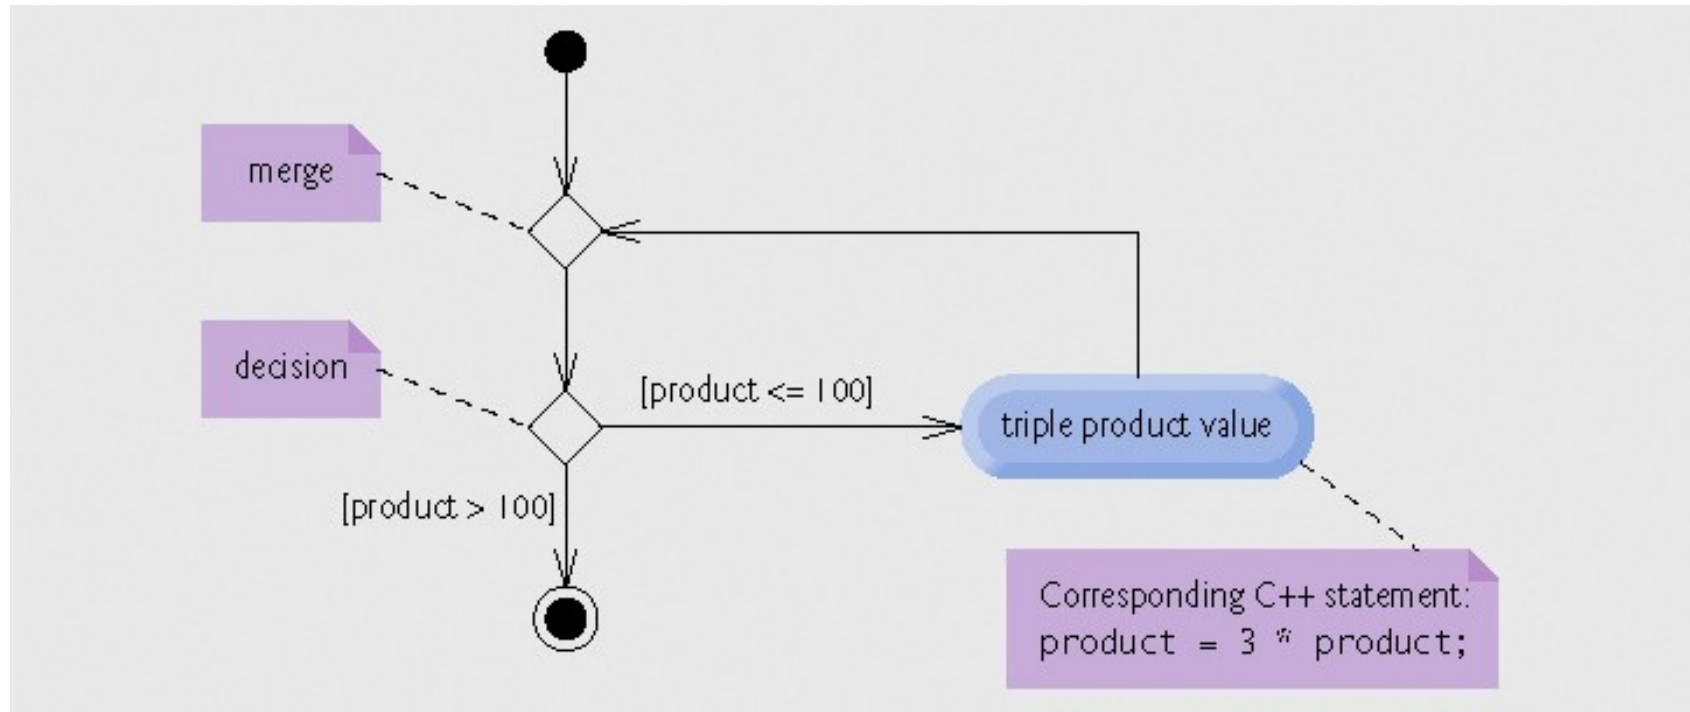 merge
decision
[product <= 100]
triple product value
[product > 100]
Corresponding C++ statement:
product = 3 * product;